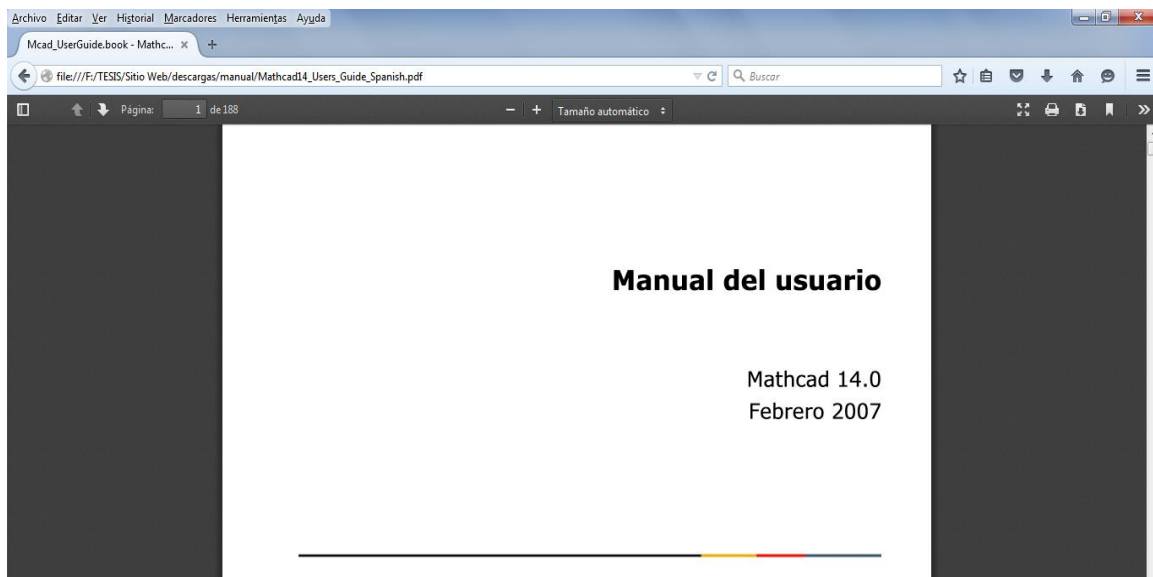 Archivo Editar Ver Historial Marcadores Herramientas Ayuda
Mcad_UserGuide.book - Mathc... × +
file:///F:/TESIS/Sitio Web/descargas/manual/Mathcad14_Users_Guide_Spanish.pdf Buscar
Página: 1 de 188 − + Tamaño automático
Manual del usuario
Mathcad 14.0
Febrero 2007